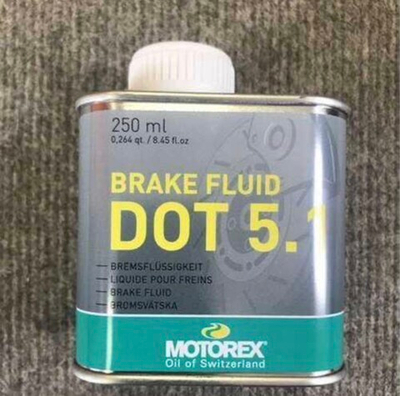 250 ml
0,264 qt. / 8.45 fl.oz
BRAKE FLUID
DOT 5.1
—BREMSFLÜSSIGKEIT
—LIQUIDE POUR FREINS
—BRAKE FLUID
—BROMSVÄTSKA
MOTOREX
Oil of Switzerland